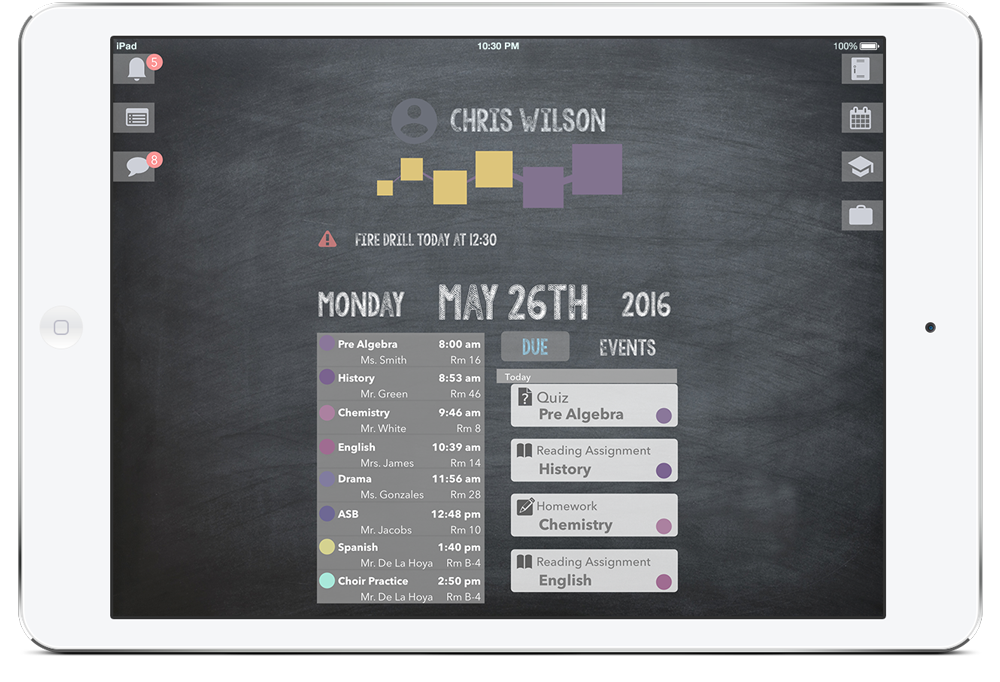 iPad 10:30 PM 100%
5
8
CHRIS WILSON
FIRE DRILL TODAY AT 12:30
MONDAY MAY 26TH 2016
Pre Algebra 8:00 am
Ms. Smith Rm 16
History 8:53 am
Mr. Green Rm 46
Chemistry 9:46 am
Mr. White Rm 8
English 10:39 am
Mrs. James Rm 14
Drama 11:56 am
Ms. Gonzales Rm 28
ASB 12:48 pm
Mr. Jacobs Rm 10
Spanish 1:40 pm
Mr. De La Hoya Rm B-4
Choir Practice 2:50 pm
Mr. De La Hoya Rm B-4
DUE EVENTS
Today
Quiz
Pre Algebra
Reading Assignment
History
Homework
Chemistry
Reading Assignment
English